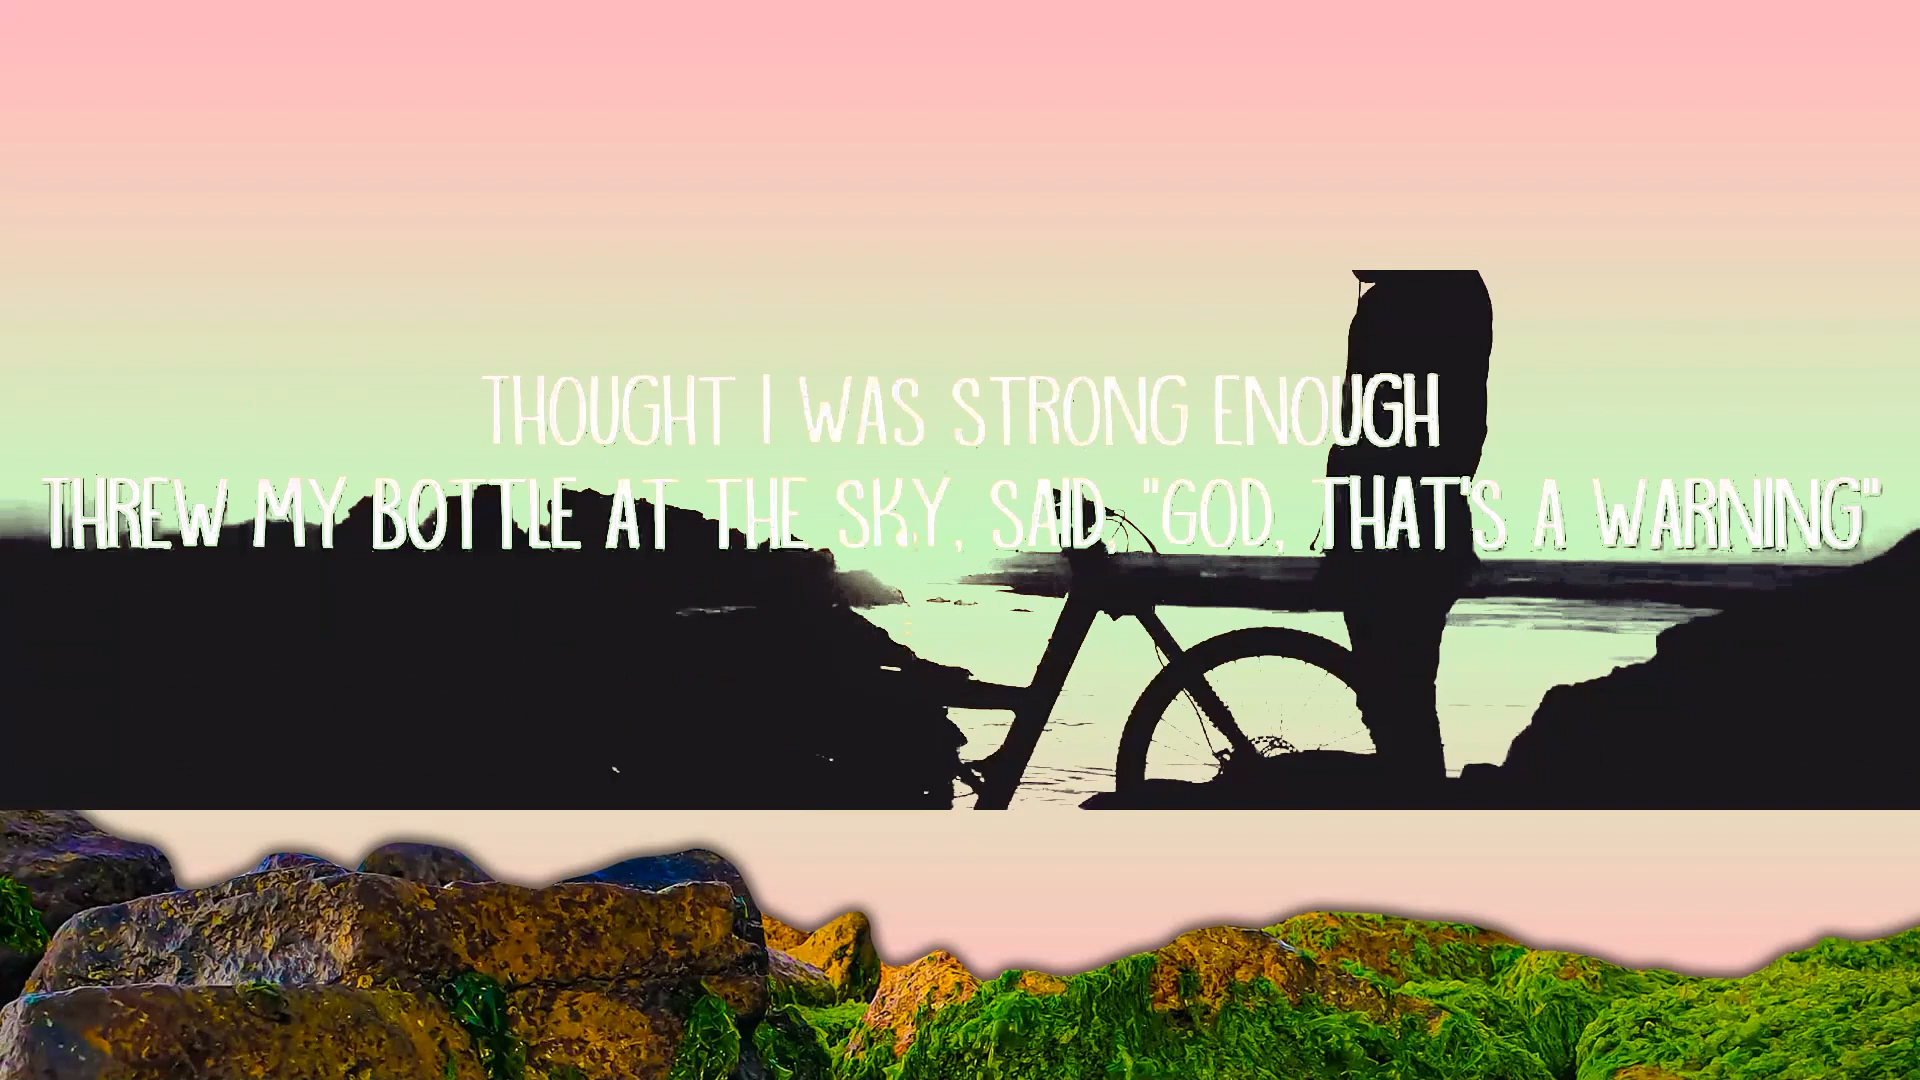 THOUGHT I WAS STRONG ENOUGH
THREW MY BOTTLE AT THE SKY, SAID, "GOD, THAT'S A WARNING"